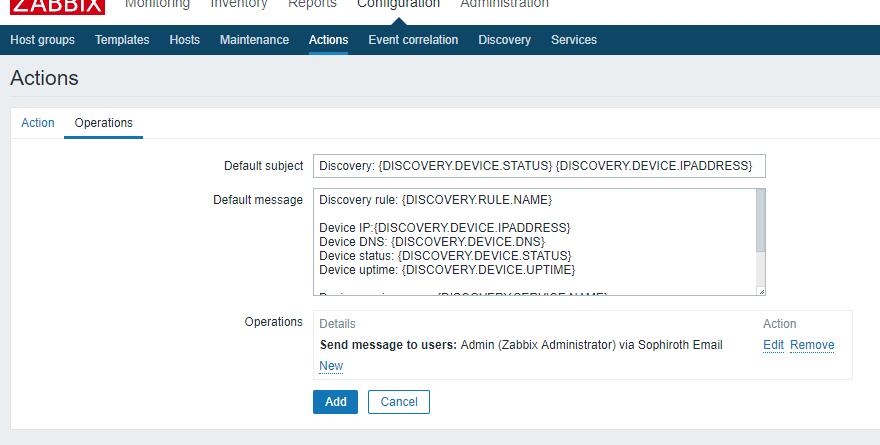 ZABBIX Monitoring Inventory Reports Configuration Administration
Host groups Templates Hosts Maintenance Actions Event correlation Discovery Services
Actions
Action Operations
Default subject Discovery: {DISCOVERY.DEVICE.STATUS} {DISCOVERY.DEVICE.IPADDRESS}
Default message Discovery rule: {DISCOVERY.RULE.NAME}
Device IP:{DISCOVERY.DEVICE.IPADDRESS}
Device DNS: {DISCOVERY.DEVICE.DNS}
Device status: {DISCOVERY.DEVICE.STATUS}
Device uptime: {DISCOVERY.DEVICE.UPTIME}
{DISCOVERY.SERVICE.NAME}
Operations Details Action
Send message to users: Admin (Zabbix Administrator) via Sophiroth Email Edit Remove
New
Add Cancel